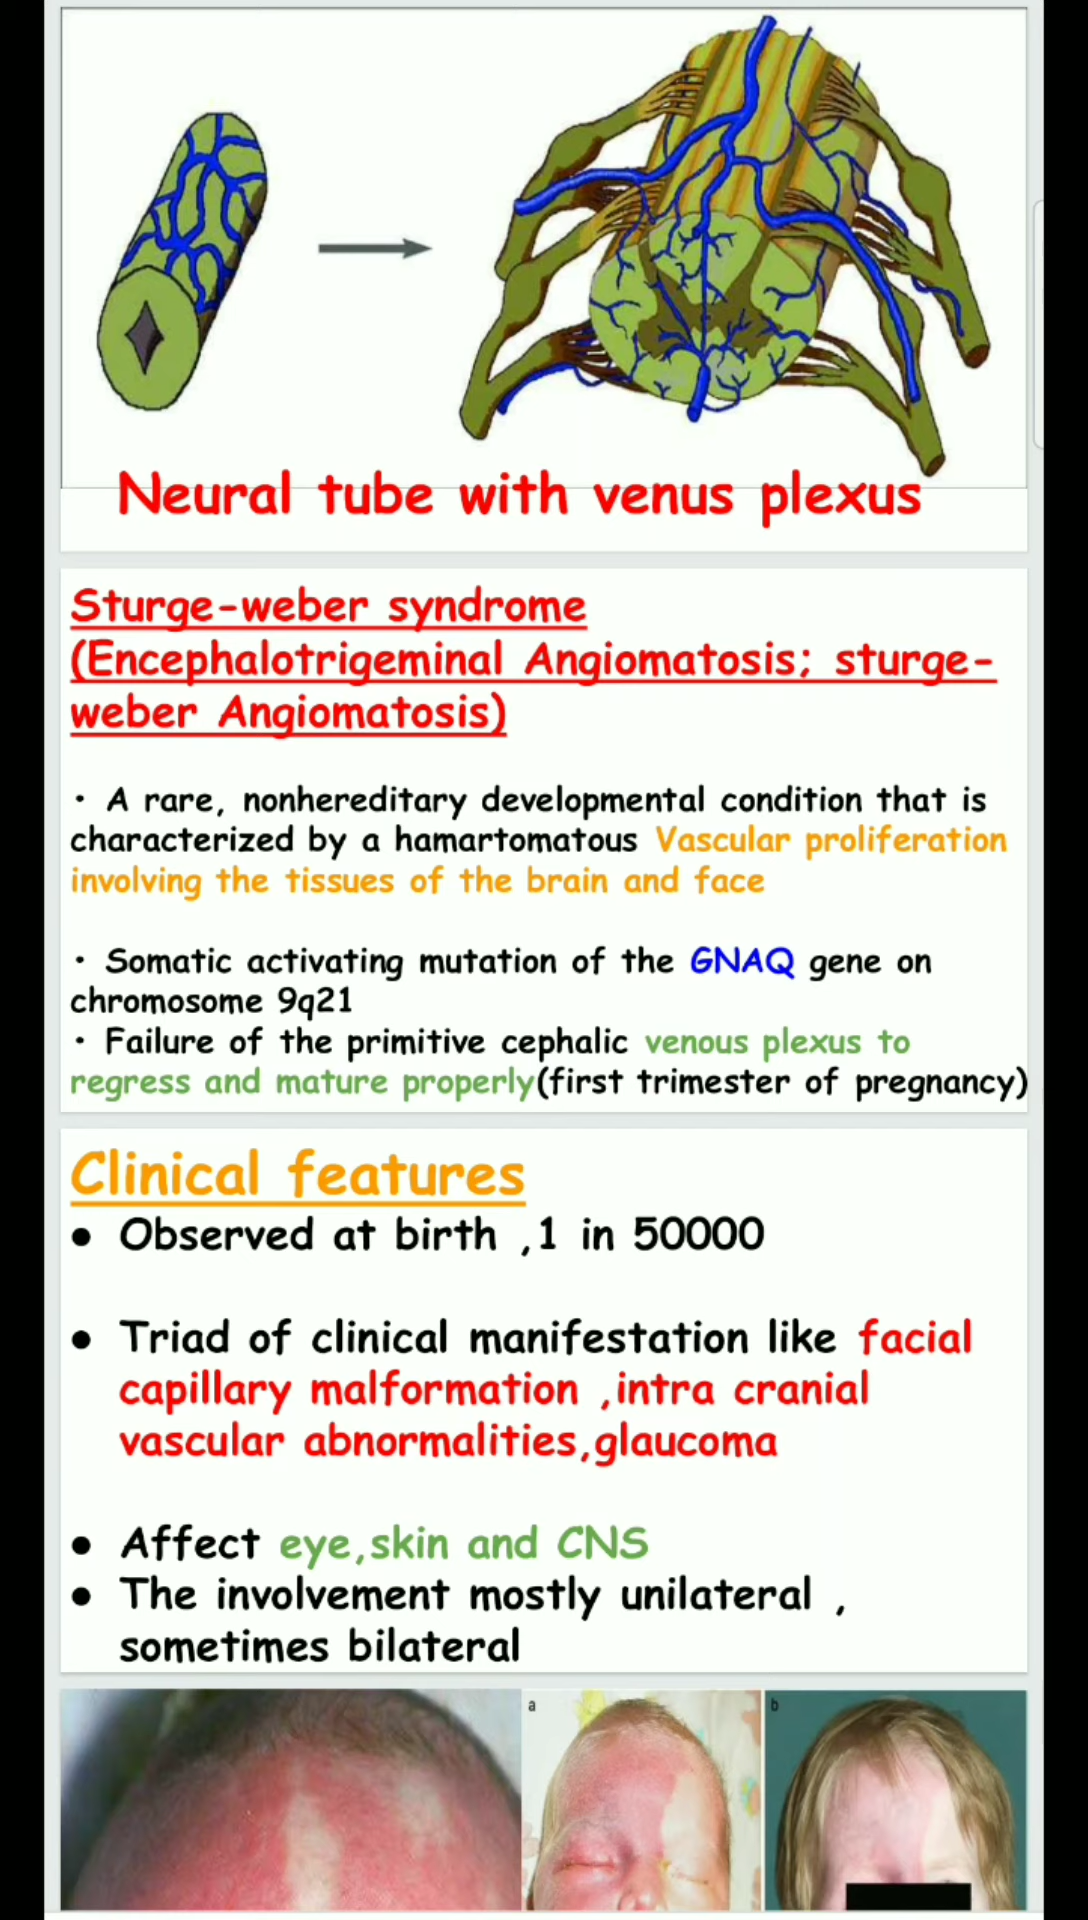 Neural tube with venus plexus
Sturge-weber syndrome
(Encephalotrigeminal Angiomatosis; sturge-
weber Angiomatosis)
• A rare, nonhereditary developmental condition that is
characterized by a hamartomatous Vascular proliferation
involving the tissues of the brain and face
• Somatic activating mutation of the GNAQ gene on
chromosome 9q21
• Failure of the primitive cephalic venous plexus to
regress and mature properly(first trimester of pregnancy)
Clinical features
● Observed at birth ,1 in 50000
● Triad of clinical manifestation like facial
capillary malformation ,intra cranial
vascular abnormalities,glaucoma
● Affect eye,skin and CNS
● The involvement mostly unilateral ,
sometimes bilateral
a
b